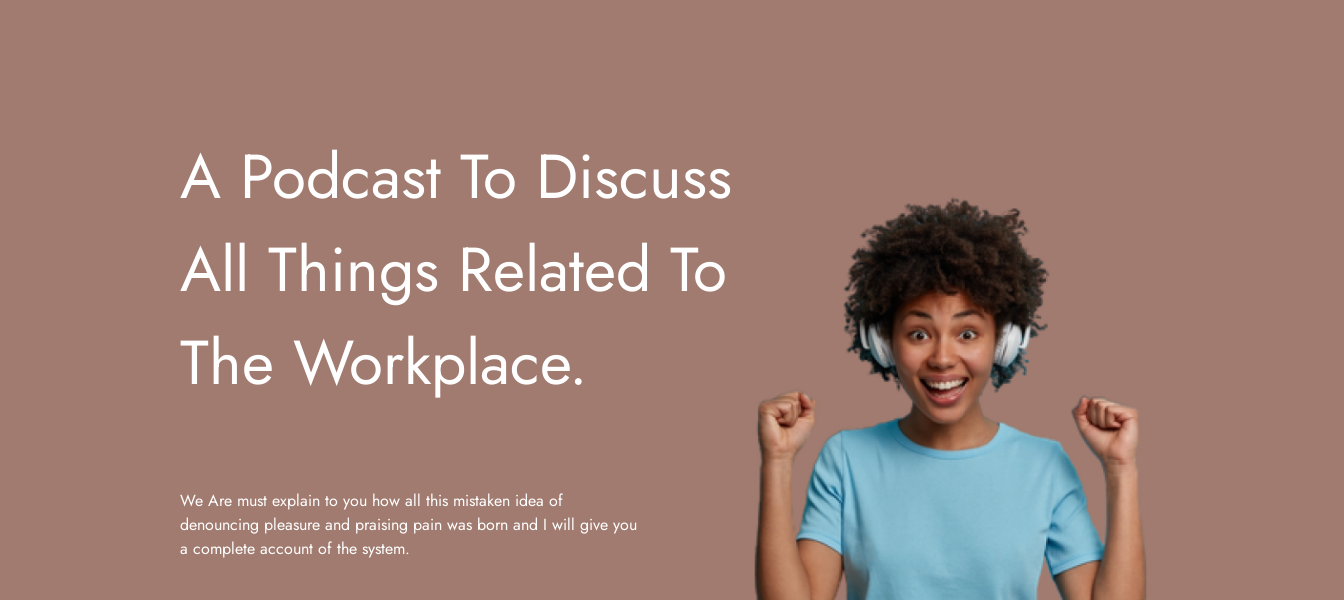 A Podcast To Discuss
All Things Related To
The Workplace.
We Are must explain to you how all this mistaken idea of
denouncing pleasure and praising pain was born and I will give you
a complete account of the system.